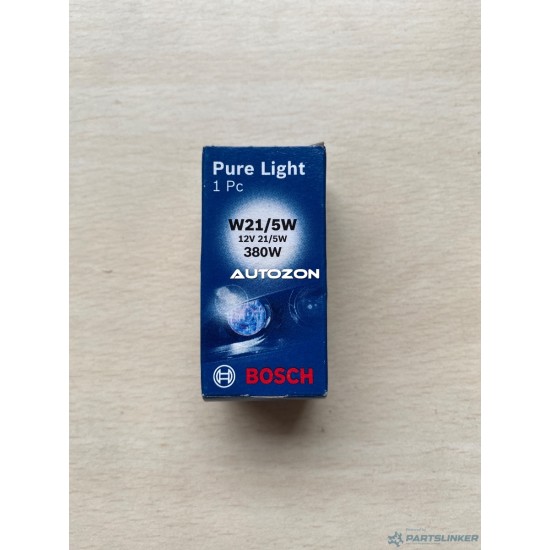 Pure Light
1 Pc
W21/5W
12V 21/5W
380W
AUTOZON
BOSCH
PARTSLINKER